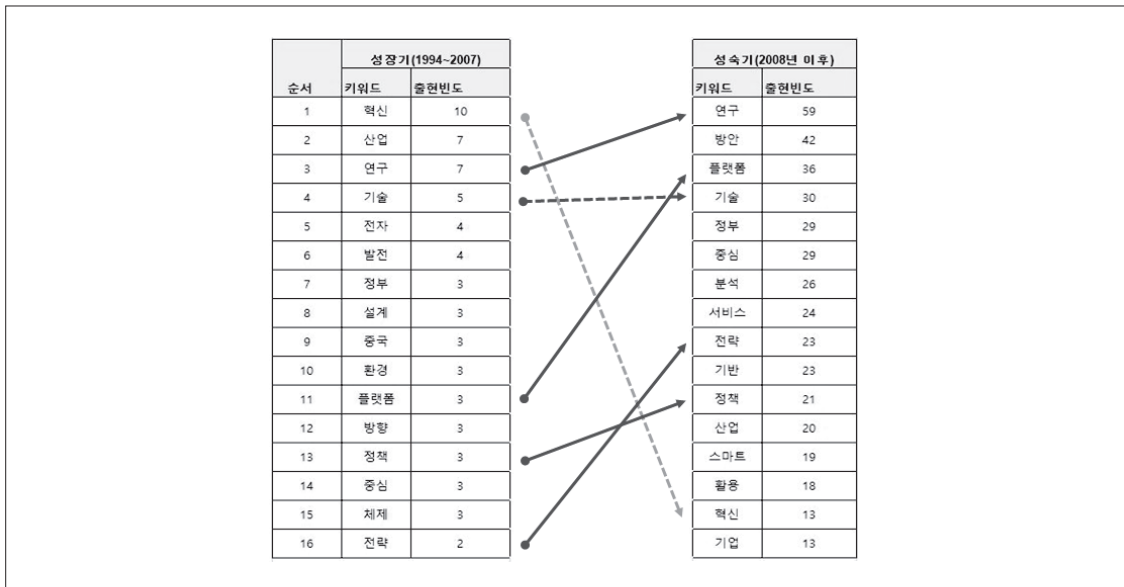 성장기(1994~2007) 성숙기(2008년 이후)
순서 키워드 출현빈도 키워드 출현빈도
1 혁신 10 연구 59
2 산업 7 방안 42
3 연구 7 플랫폼 36
4 기술 5 기술 30
5 전자 4 정부 29
6 발전 4 중심 29
7 정부 3 분석 26
8 설계 3 서비스 24
9 중국 3 전략 23
10 환경 3 기반 23
11 플랫폼 3 정책 21
12 방향 3 산업 20
13 정책 3 스마트 19
14 중심 3 활용 18
15 체제 3 혁신 13
16 전략 2 기업 13